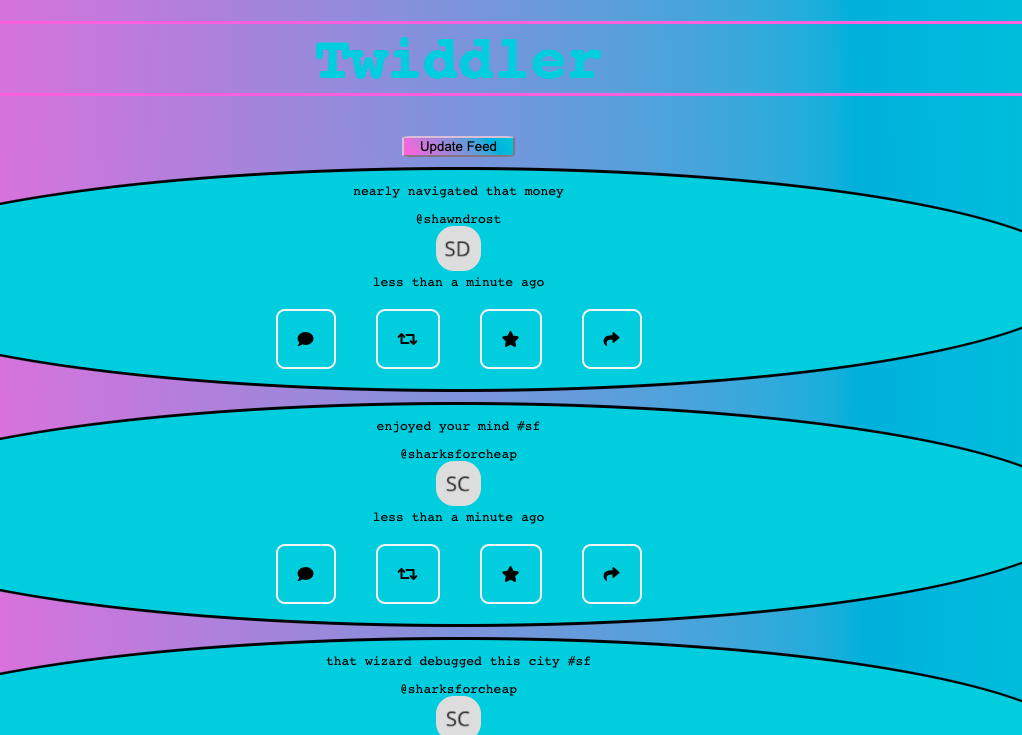 Twiddler
Update Feed
nearly navigated that money
@shawndrost
SD
less than a minute ago
enjoyed your mind #sf
@sharksforcheap
SC
less than a minute ago
that wizard debugged this city #sf
@sharksforcheap
SC